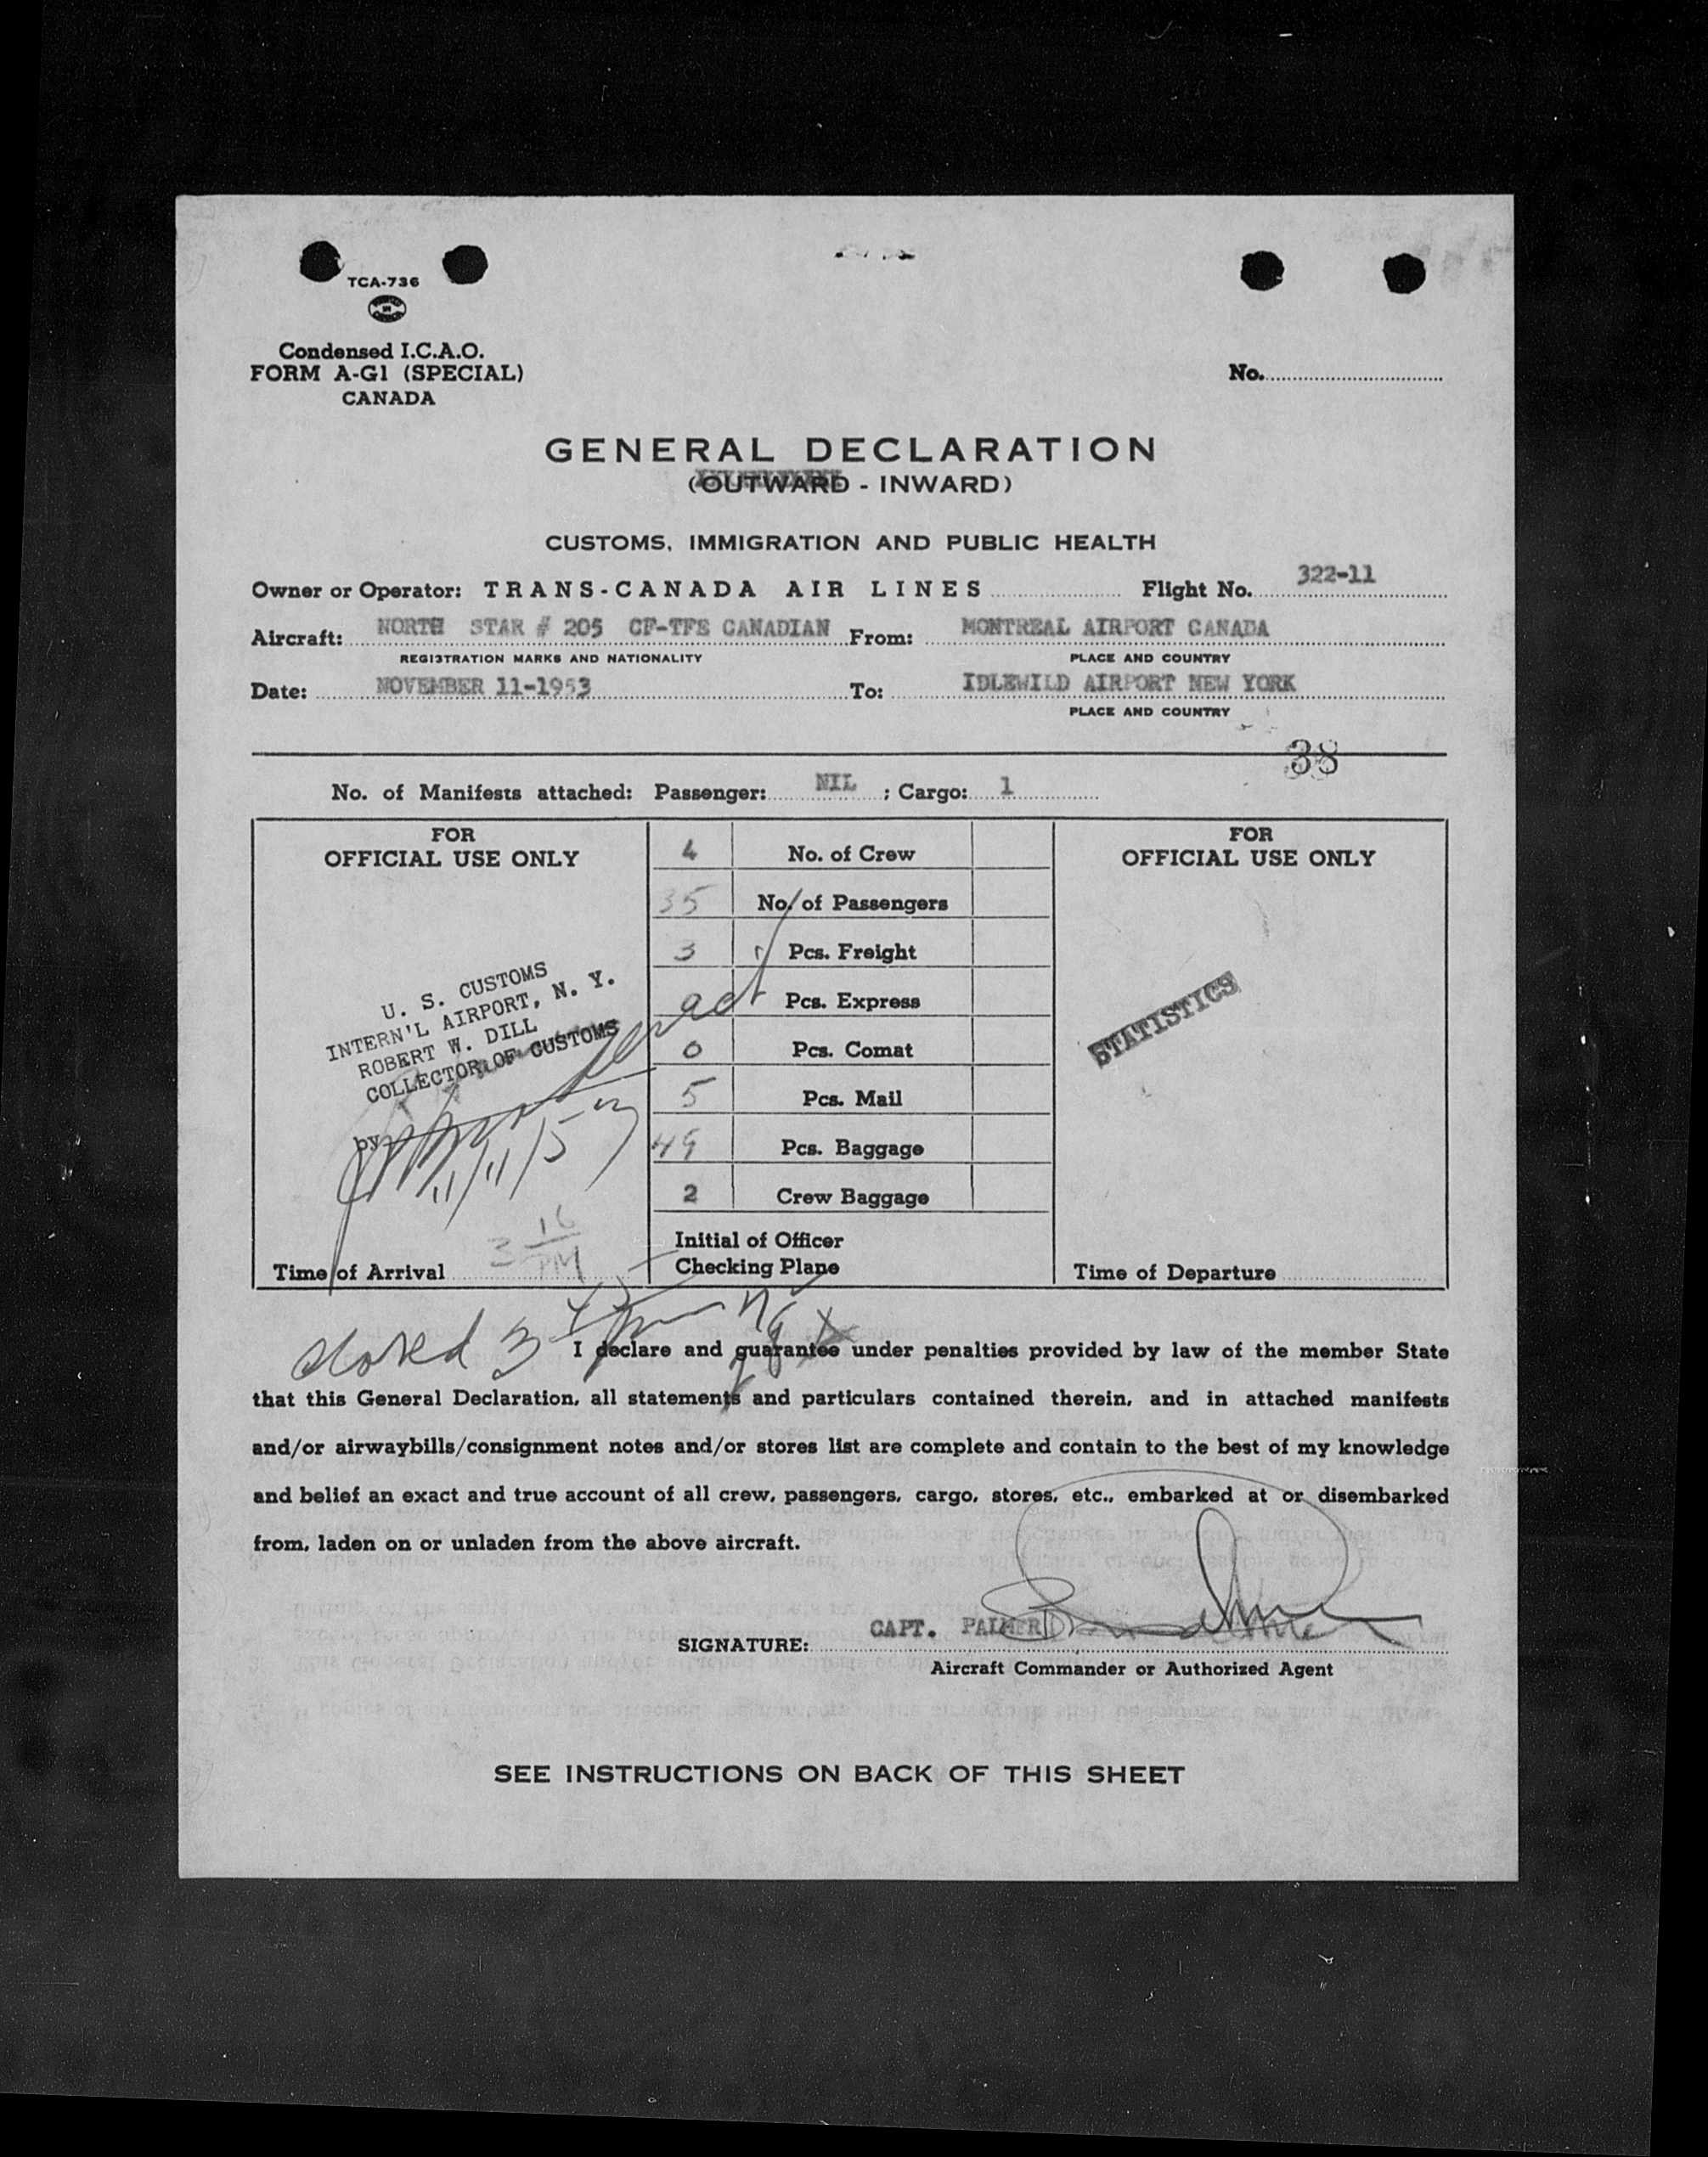 TCA-736
Condensed I.C.A.O.
FORM A-G1 (SPECIAL)
CANADA
No.
GENERAL DECLARATION
(OUTWARD - INWARD)
CUSTOMS, IMMIGRATION AND PUBLIC HEALTH
Owner or Operator: TRANS-CANADA AIR LINES Flight No. 322-11
Aircraft: NORTH STAR # 205 CF-TFE CANADIAN From: MONTREAL AIRPORT CANADA
REGISTRATION MARKS AND NATIONALITY PLACE AND COUNTRY
Date: NOVEMBER 11-1953 To: IDLEWILD AIRPORT NEW YORK
PLACE AND COUNTRY
38
No. of Manifests attached: Passenger: NIL ; Cargo: 1
FOR
OFFICIAL USE ONLY
U. S. CUSTOMS
INTERN'L AIRPORT, N. Y.
ROBERT W. DILL
COLLECTOR OF CUSTOMS
by
11/11/53
Time of Arrival 3 16 PM
4 No. of Crew
35 No. of Passengers
3 Pcs. Freight
Pcs. Express
0 Pcs. Comat
5 Pcs. Mail
49 Pcs. Baggage
2 Crew Baggage
Initial of Officer
Checking Plane
FOR
OFFICIAL USE ONLY
STATISTICS
Time of Departure
closed 3 45
I declare and guarantee under penalties provided by law of the member State
that this General Declaration, all statements and particulars contained therein, and in attached manifests
and/or airwaybills/consignment notes and/or stores list are complete and contain to the best of my knowledge
and belief an exact and true account of all crew, passengers, cargo, stores, etc., embarked at or disembarked
from, laden on or unladen from the above aircraft.
SIGNATURE: CAPT. PALMER
Aircraft Commander or Authorized Agent
SEE INSTRUCTIONS ON BACK OF THIS SHEET